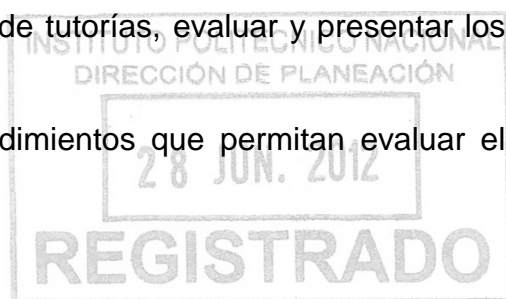 de tutorías, evaluar y presentar los
INSTITUTO POLITECNICO NACIONAL
DIRECCIÓN DE PLANEACIÓN
dimientos que permitan evaluar el
28 JUN. 2012
REGISTRADO